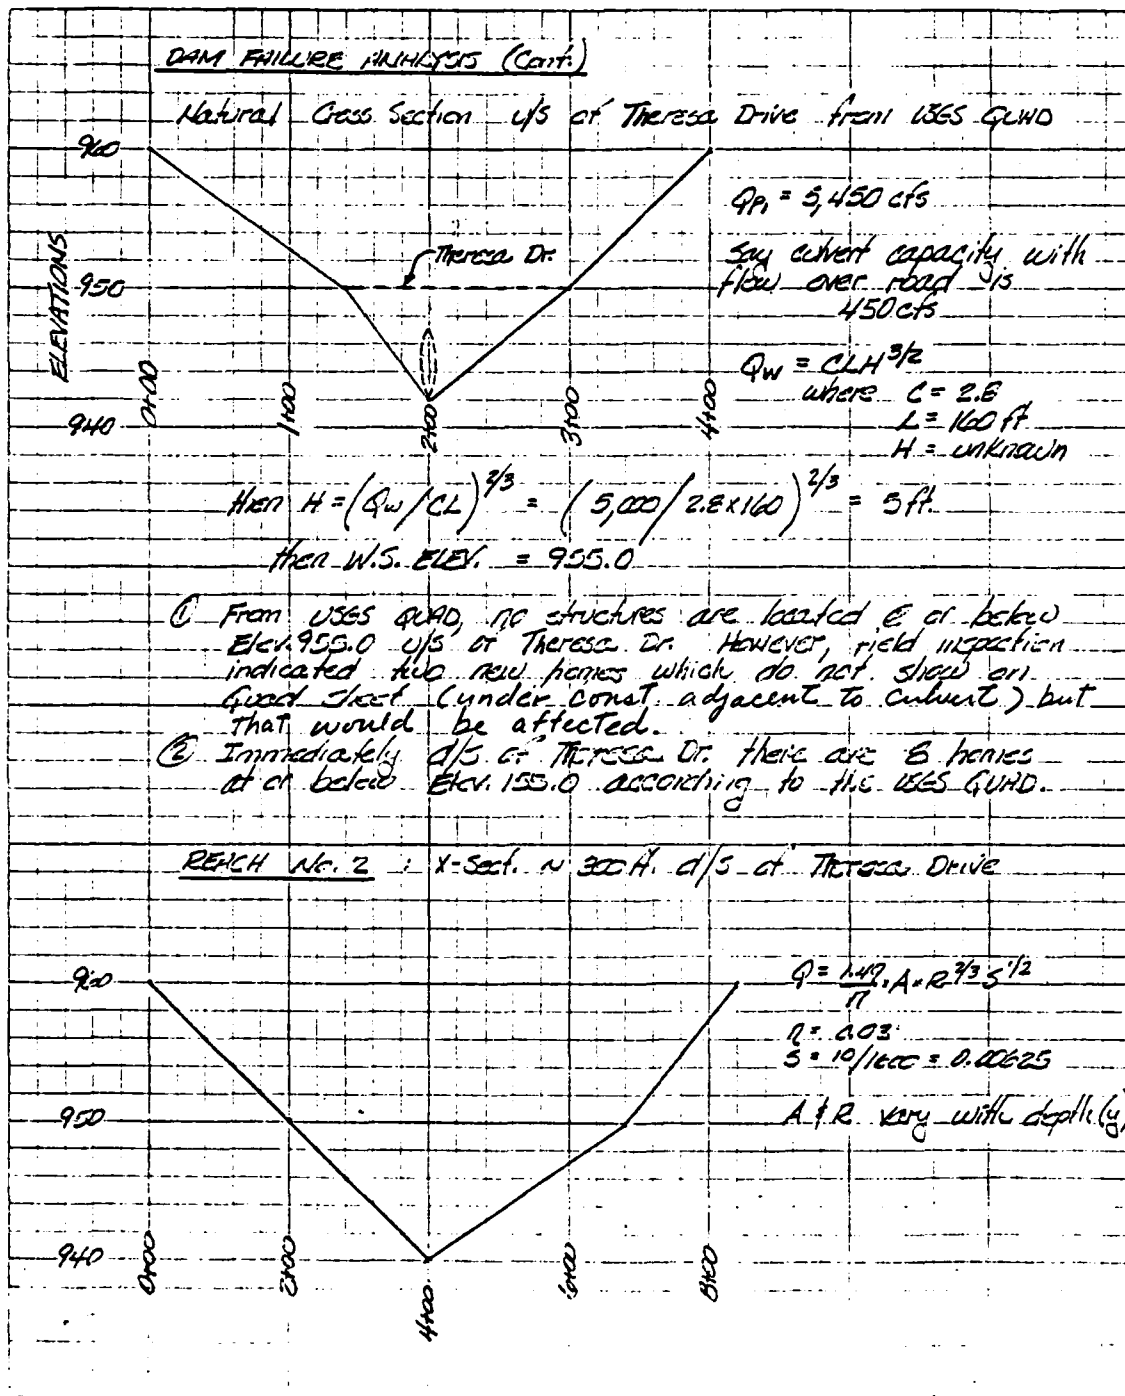 DAM FAILURE ANALYSIS (Cont.)
Natural Cross Section u/s of Theresa Drive from USGS QUAD
960
Qp₁ = 5,450 cfs
Theresa Dr.
say culvert capacity with
flow over road is
450 cfs
ELEVATIONS
950
Qw = CLH^3/2
where C = 2.8
L = 160 ft
H = unknown
940
0+00
1+00
2+00
3+00
4+00
then H = (Qw/CL)^2/3 = (5,000/2.8x160)^2/3 = 5 ft.
then W.S. ELEV. = 955.0
① From USGS QUAD, no structures are located @ or below
Elev. 955.0 u/s of Theresa Dr. However, field inspection
indicated two new homes which do not show on
Quad Sheet (under const. adjacent to culvert) but
that would be affected.
② Immediately d/s of Theresa Dr. there are 8 homes
at or below Elev. 155.0 according to the USGS QUAD.
REACH No. 2 : X-Sect. ~ 300 ft. d/s of Theresa Drive
960
Q = 1.49/n · A × R^2/3 S^1/2
n = 0.03
S = 10/1600 = 0.00625
950
A & R vary with depth (y)
940
0+00
2+00
4+00
6+00
8+00